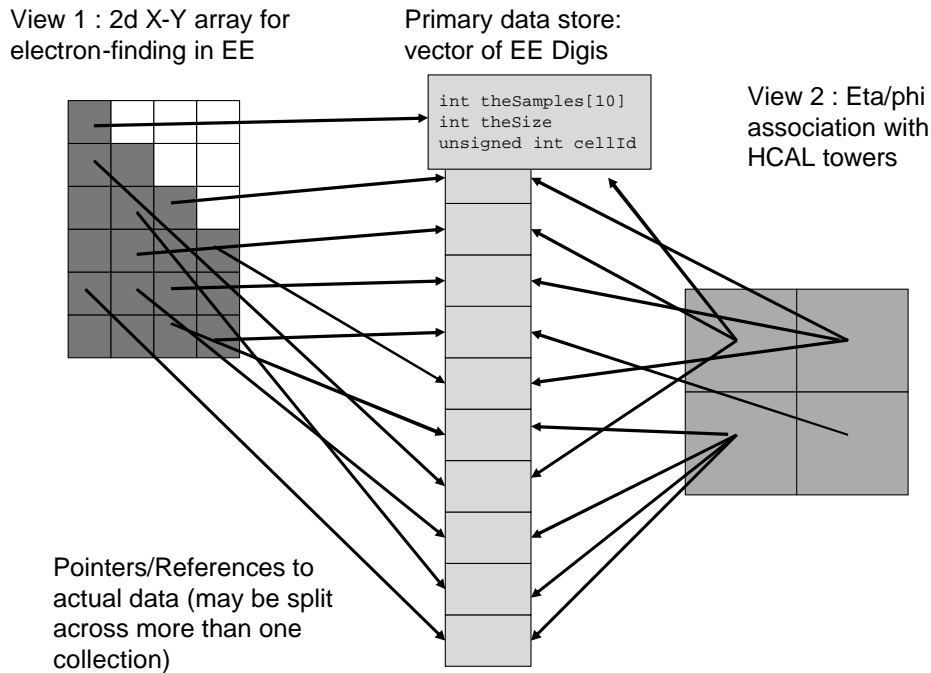 View 1 : 2d X-Y array for
electron-finding in EE
Primary data store:
vector of EE Digis
int theSamples[10]
int theSize
unsigned int cellId
View 2 : Eta/phi
association with
HCAL towers
Pointers/References to
actual data (may be split
across more than one
collection)